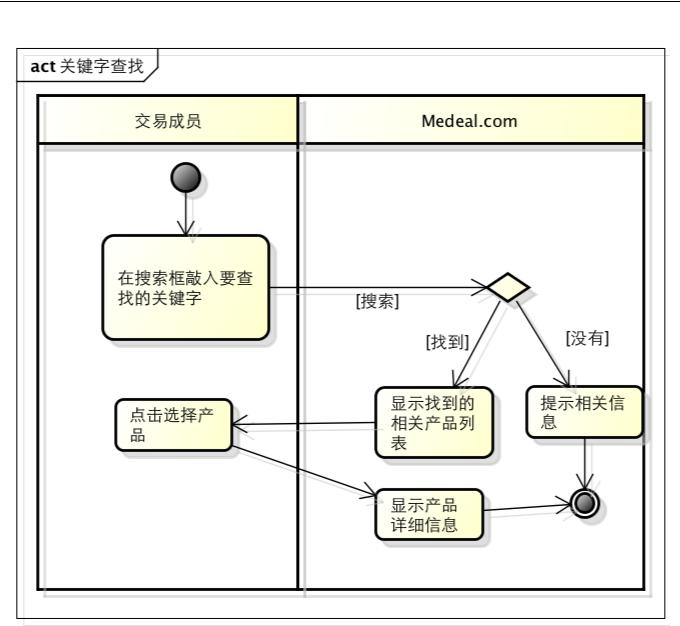 act 关键字查找
交易成员
Medeal.com
在搜索框敲入要查
找的关键字
[搜索]
[找到]
[没有]
显示找到的
相关产品列
表
提示相关信
息
点击选择产
品
显示产品
详细信息